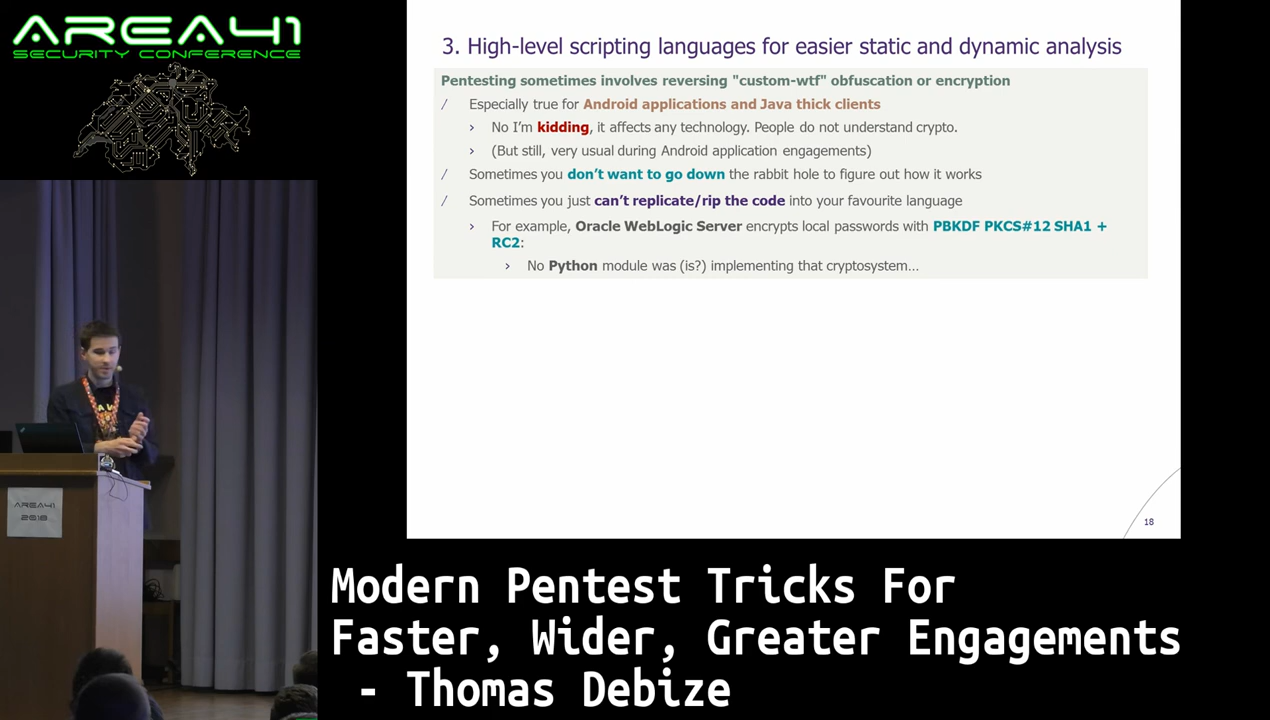 AREA41
SECURITY CONFERENCE
3. High-level scripting languages for easier static and dynamic analysis
Pentesting sometimes involves reversing "custom-wtf" obfuscation or encryption
/ Especially true for Android applications and Java thick clients
› No I'm kidding, it affects any technology. People do not understand crypto.
› (But still, very usual during Android application engagements)
/ Sometimes you don't want to go down the rabbit hole to figure out how it works
/ Sometimes you just can't replicate/rip the code into your favourite language
› For example, Oracle WebLogic Server encrypts local passwords with PBKDF PKCS#12 SHA1 +
RC2:
› No Python module was (is?) implementing that cryptosystem…
18
AREA41
2018
Modern Pentest Tricks For
Faster, Wider, Greater Engagements
- Thomas Debize